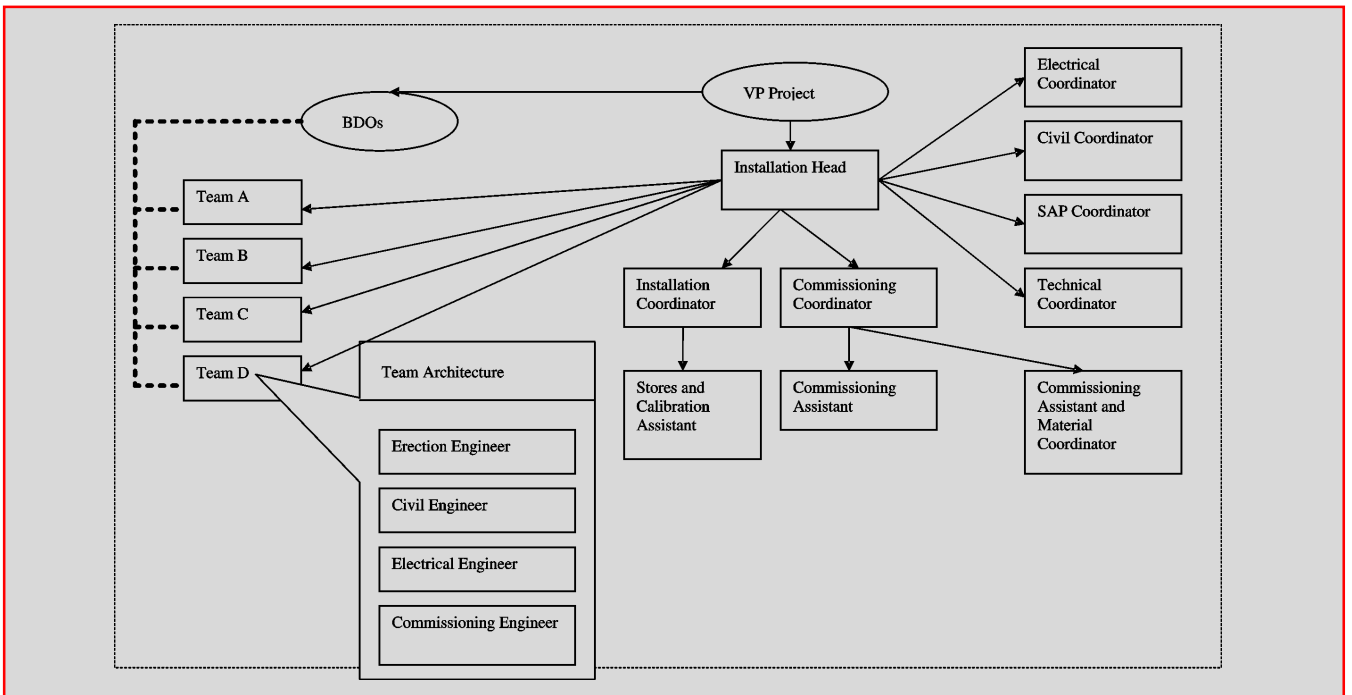 VP Project
BDOs
Installation Head
Electrical
Coordinator
Civil Coordinator
SAP Coordinator
Technical
Coordinator
Team A
Team B
Team C
Team D
Installation
Coordinator
Commissioning
Coordinator
Stores and
Calibration
Assistant
Commissioning
Assistant
Commissioning
Assistant and
Material
Coordinator
Team Architecture
Erection Engineer
Civil Engineer
Electrical Engineer
Commissioning Engineer